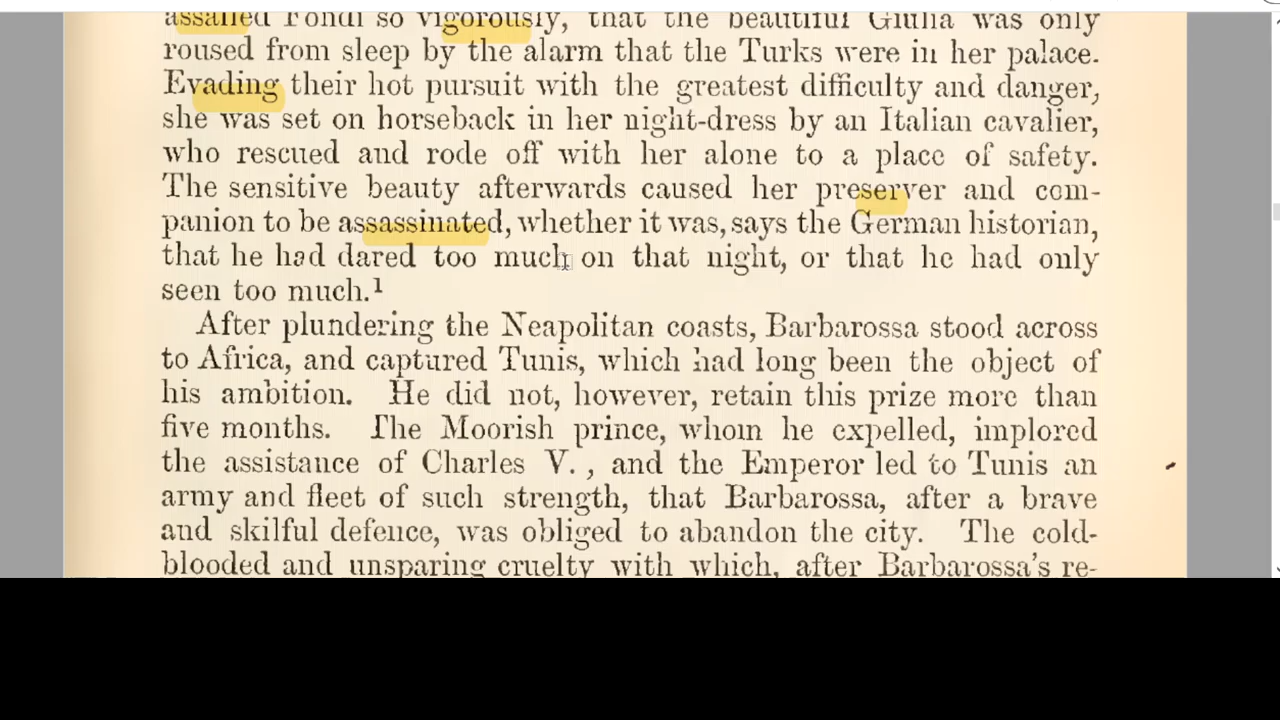 assailed Fondi so vigorously, that the beautiful Giulia was only
roused from sleep by the alarm that the Turks were in her palace.
Evading their hot pursuit with the greatest difficulty and danger,
she was set on horseback in her night-dress by an Italian cavalier,
who rescued and rode off with her alone to a place of safety.
The sensitive beauty afterwards caused her preserver and com-
panion to be assassinated, whether it was, says the German historian,
that he had dared too much on that night, or that he had only
seen too much.¹
After plundering the Neapolitan coasts, Barbarossa stood across
to Africa, and captured Tunis, which had long been the object of
his ambition. He did not, however, retain this prize more than
five months. The Moorish prince, whom he expelled, implored
the assistance of Charles V. , and the Emperor led to Tunis an
army and fleet of such strength, that Barbarossa, after a brave
and skilful defence, was obliged to abandon the city. The cold-
blooded and unsparing cruelty with which, after Barbarossa's re-